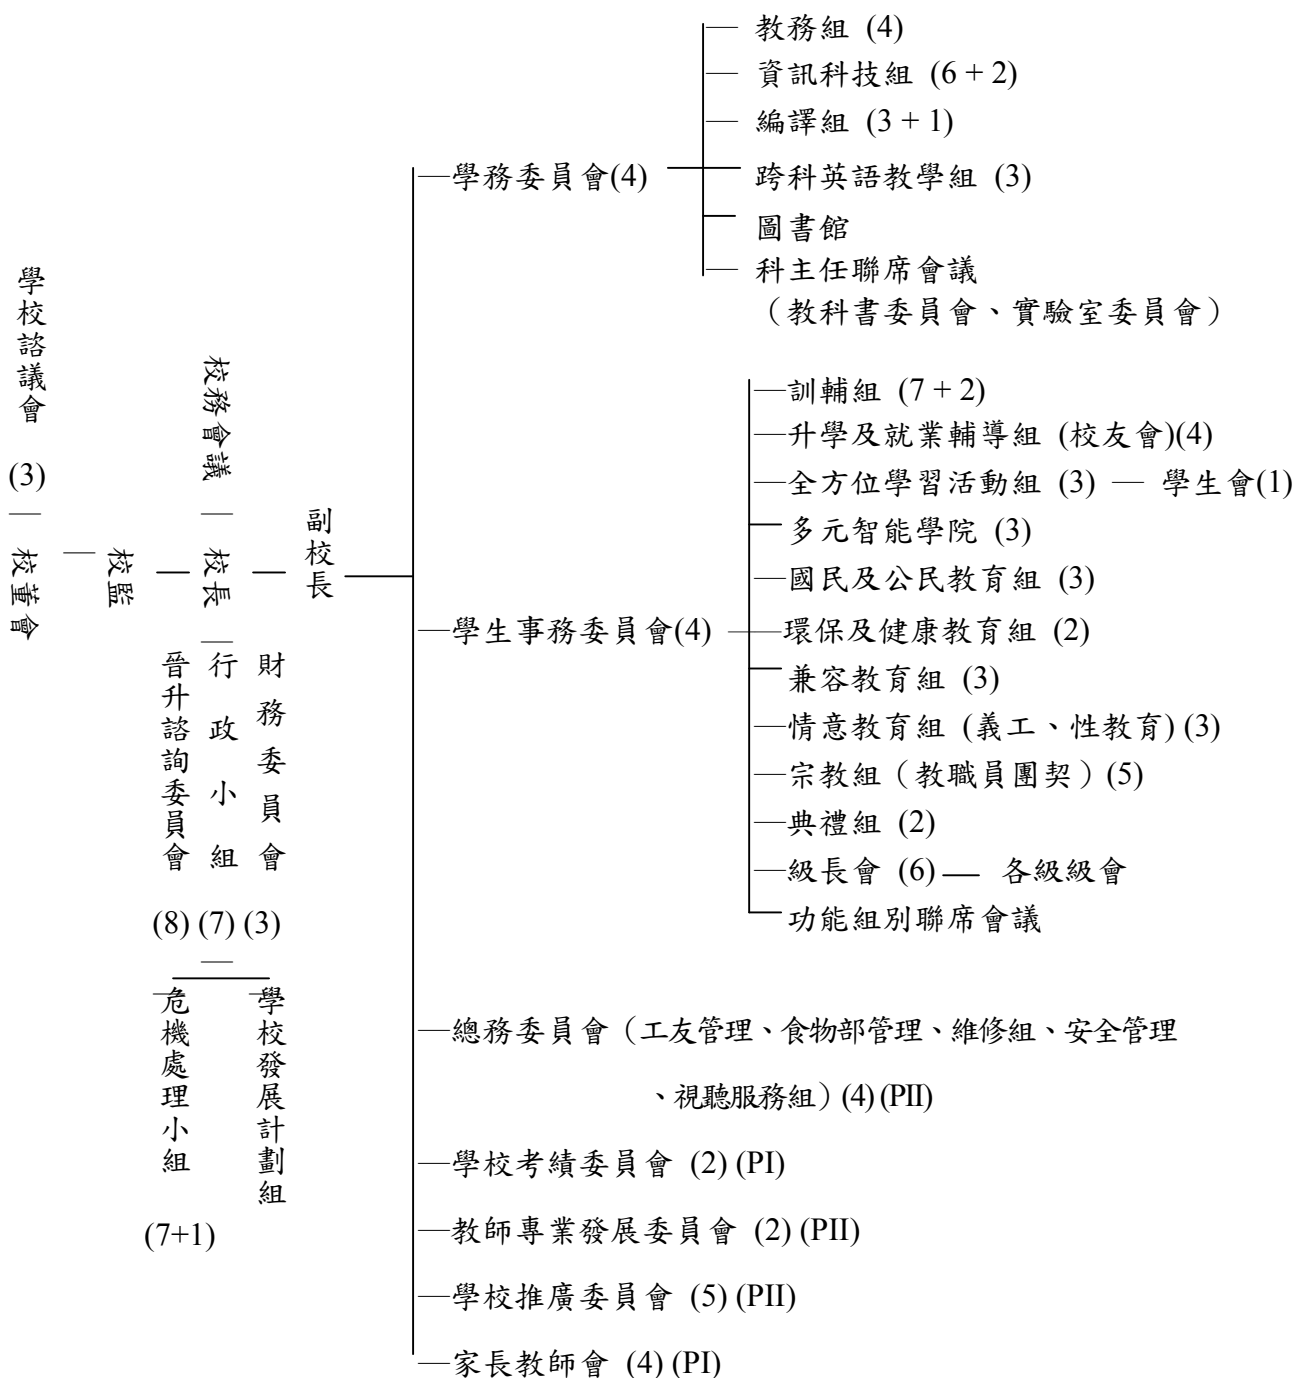 學校諮議會
(3)
校董會
校監
校務會議
校長
晉升諮詢委員會
(8)
行政小組
(7)
財務委員會
(3)
危機處理小組
(7+1)
學校發展計劃組
副校長
學務委員會(4)
教務組 (4)
資訊科技組 (6 + 2)
編譯組 (3 + 1)
跨科英語教學組 (3)
圖書館
科主任聯席會議
（教科書委員會、實驗室委員會）
學生事務委員會(4)
訓輔組 (7 + 2)
升學及就業輔導組 (校友會)(4)
全方位學習活動組 (3) — 學生會(1)
多元智能學院 (3)
國民及公民教育組 (3)
環保及健康教育組 (2)
兼容教育組 (3)
情意教育組 (義工、性教育) (3)
宗教組（教職員團契）(5)
典禮組 (2)
級長會 (6) — 各級級會
功能組別聯席會議
總務委員會（工友管理、食物部管理、維修組、安全管理
、視聽服務組）(4) (PII)
學校考績委員會 (2) (PI)
教師專業發展委員會 (2) (PII)
學校推廣委員會 (5) (PII)
家長教師會 (4) (PI)